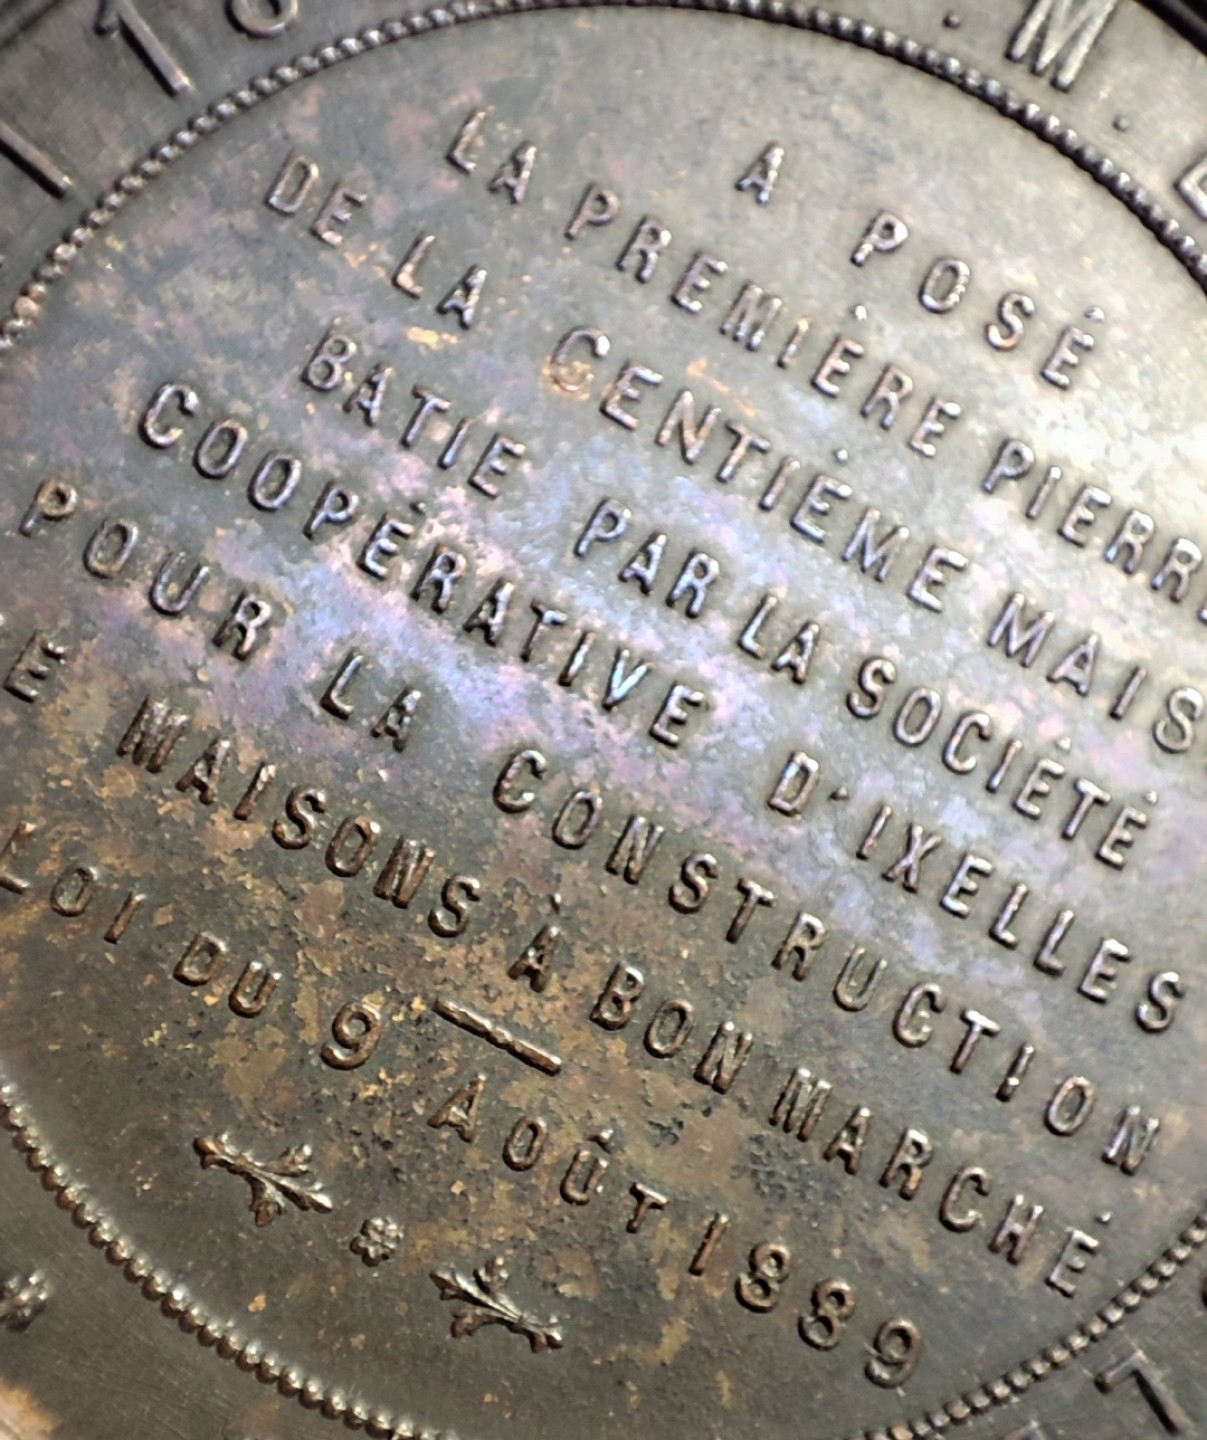 A POSÉ
LA PREMIÈRE PIERR
DE LA CENTIÈME MAIS
BATIE PAR LA SOCIÉTÉ
COOPÉRATIVE D'IXELLES
POUR LA CONSTRUCTION
E MAISONS À BON MARCHÉ
LOI DU 9 AOÛT 1889
. M .